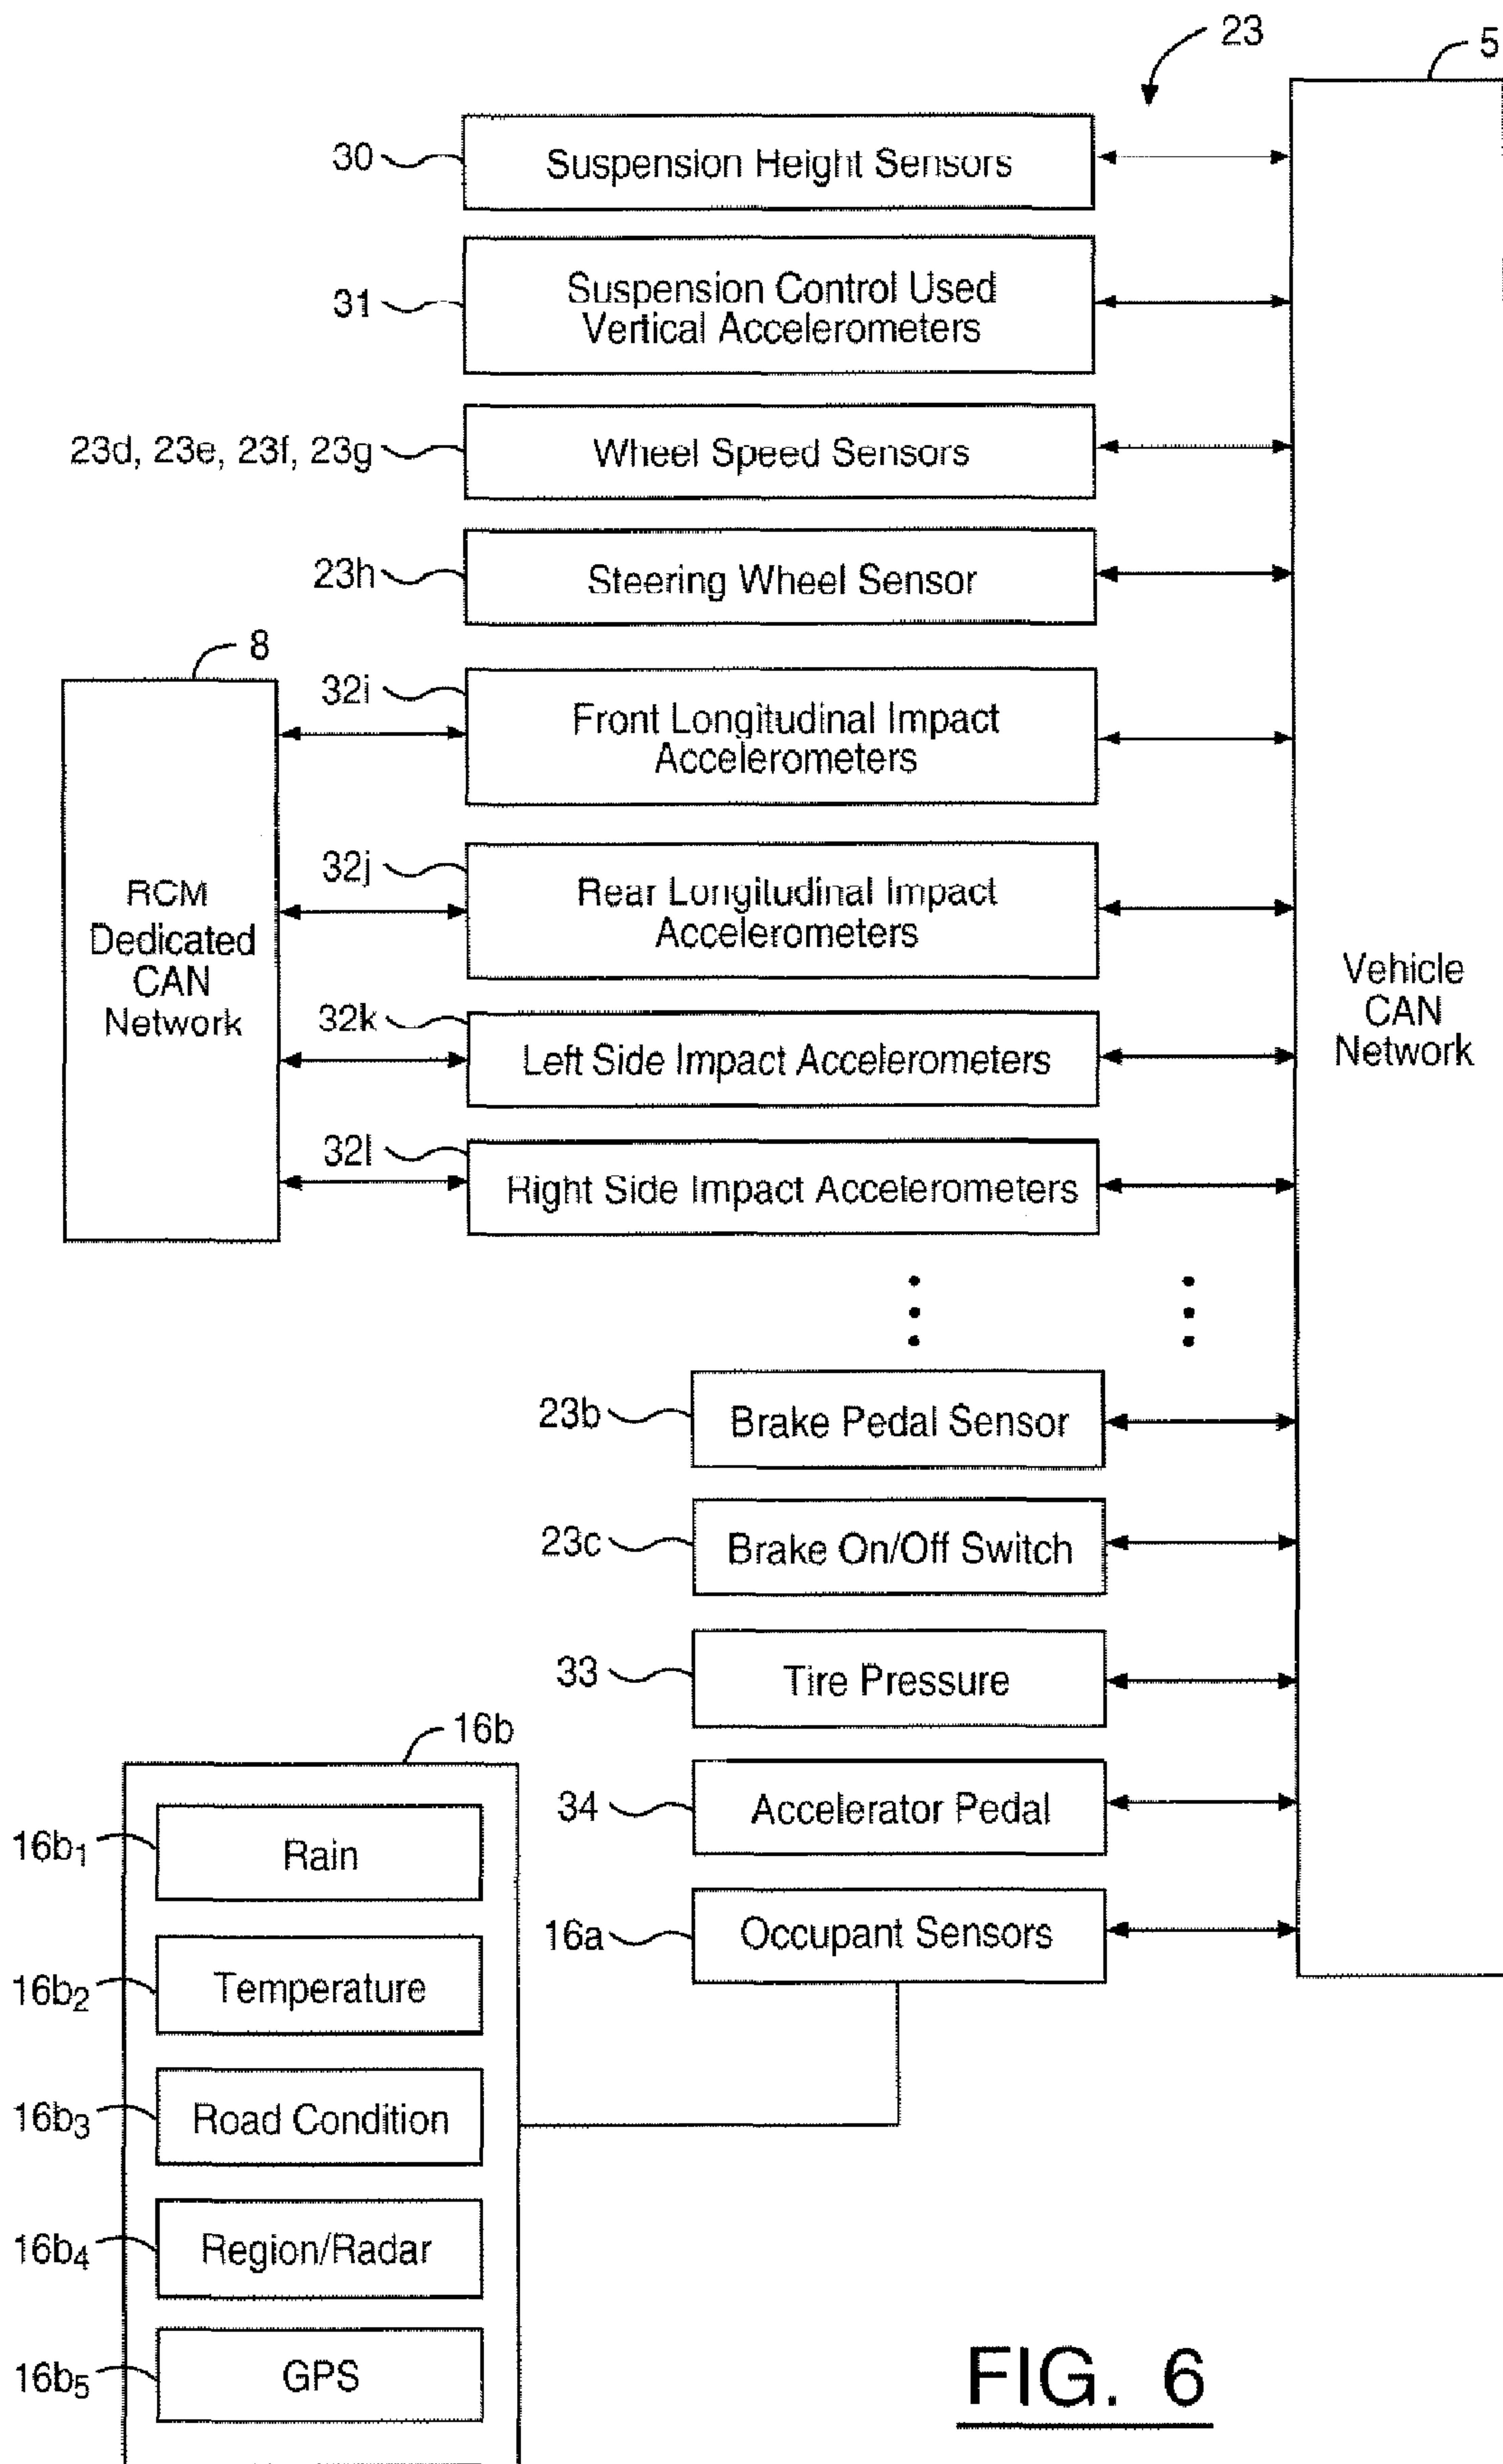 23
5
30
Suspension Height Sensors
31
Suspension Control Used
Vertical Accelerometers
23d, 23e, 23f, 23g
Wheel Speed Sensors
23h
Steering Wheel Sensor
8
RCM
Dedicated
CAN
Network
32i
Front Longitudinal Impact
Accelerometers
32j
Rear Longitudinal Impact
Accelerometers
32k
Left Side Impact Accelerometers
32l
Right Side Impact Accelerometers
Vehicle
CAN
Network
23b
Brake Pedal Sensor
23c
Brake On/Off Switch
33
Tire Pressure
34
Accelerator Pedal
16a
Occupant Sensors
16b
16b1
Rain
16b2
Temperature
16b3
Road Condition
16b4
Region/Radar
16b5
GPS
FIG. 6